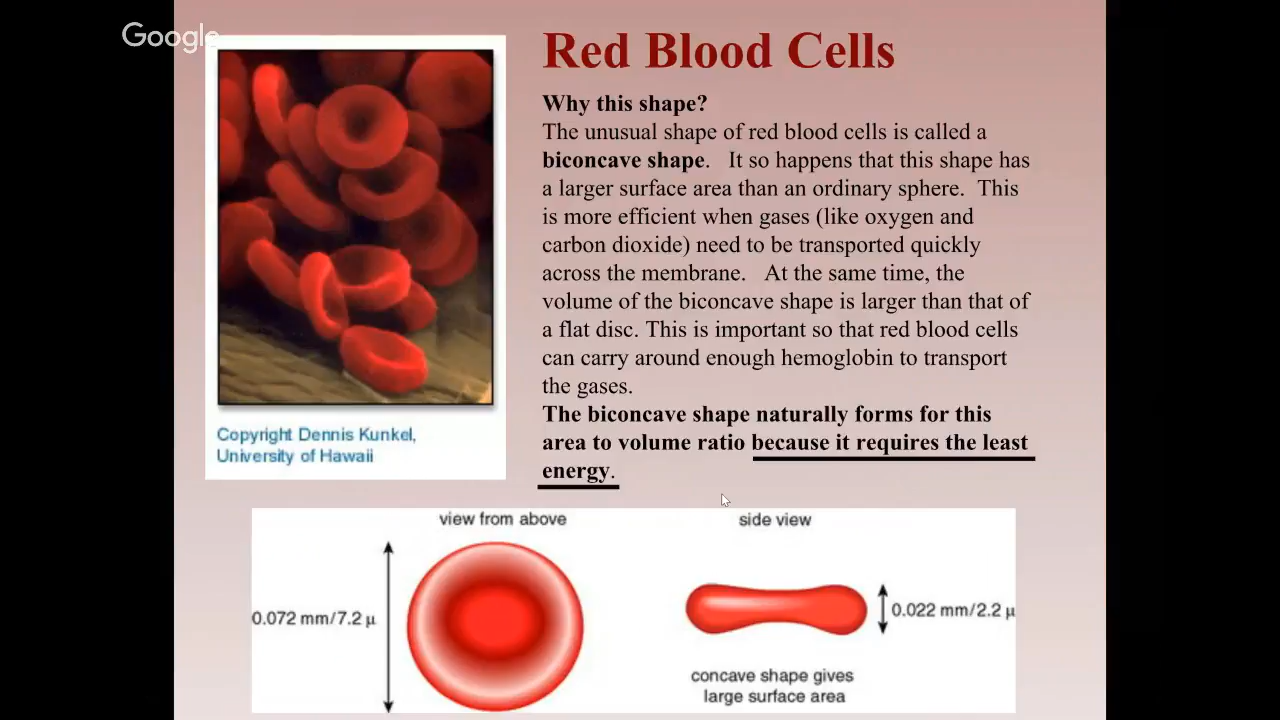 Google
Red Blood Cells
Why this shape?
The unusual shape of red blood cells is called a
biconcave shape.   It so happens that this shape has
a larger surface area than an ordinary sphere.  This
is more efficient when gases (like oxygen and
carbon dioxide) need to be transported quickly
across the membrane.   At the same time, the
volume of the biconcave shape is larger than that of
a flat disc. This is important so that red blood cells
can carry around enough hemoglobin to transport
the gases.
The biconcave shape naturally forms for this
area to volume ratio because it requires the least
energy.
Copyright Dennis Kunkel,
University of Hawaii
view from above
0.072 mm/7.2 μ
side view
0.022 mm/2.2 μ
concave shape gives
large surface area